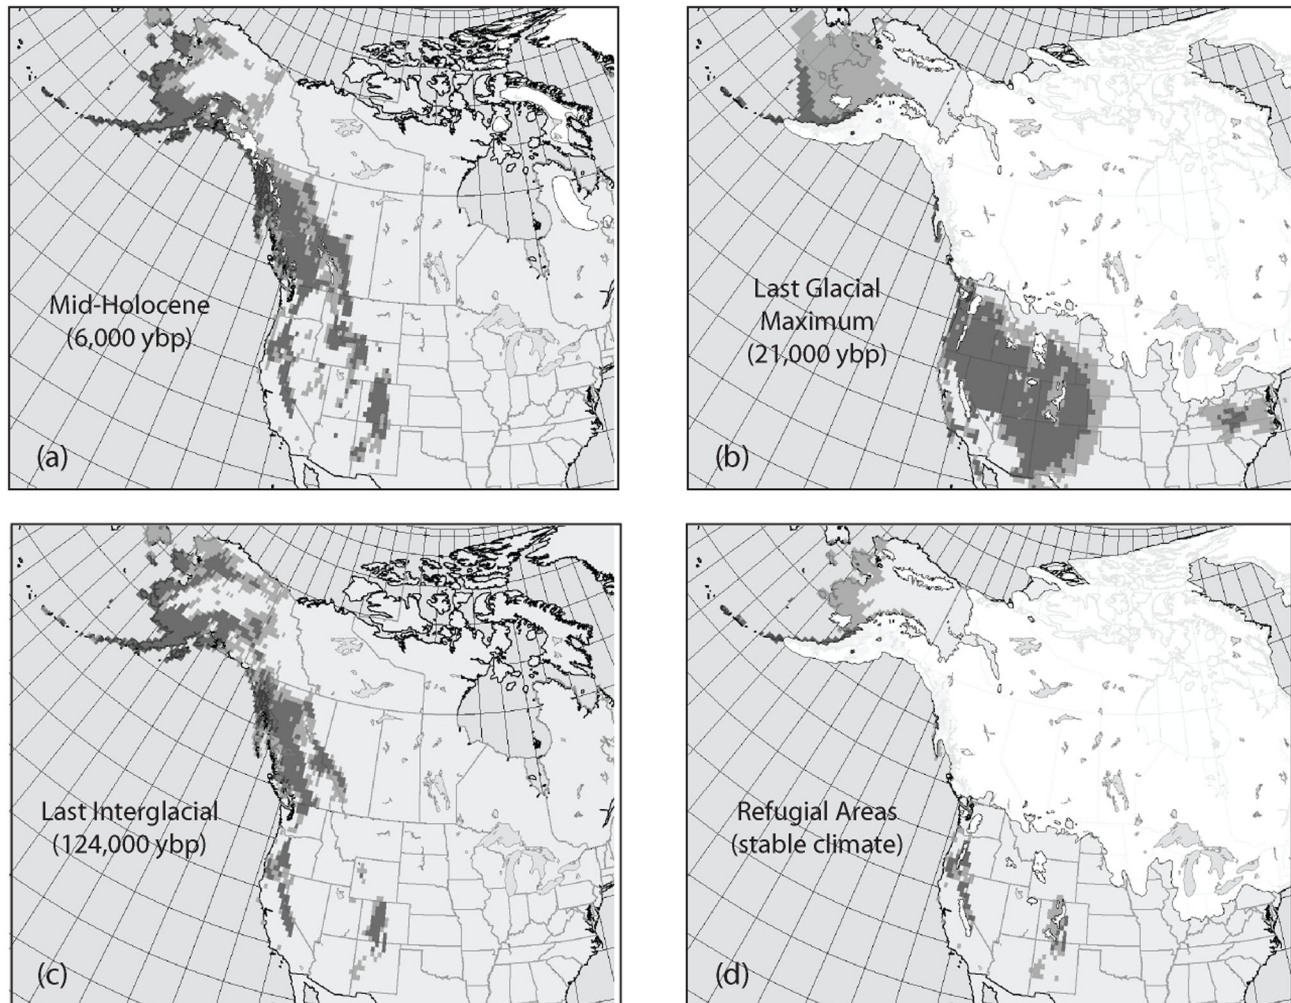 Mid-Holocene
(6,000 ybp)
(a)
Last Glacial
Maximum
(21,000 ybp)
(b)
Last Interglacial
(124,000 ybp)
(c)
Refugial Areas
(stable climate)
(d)